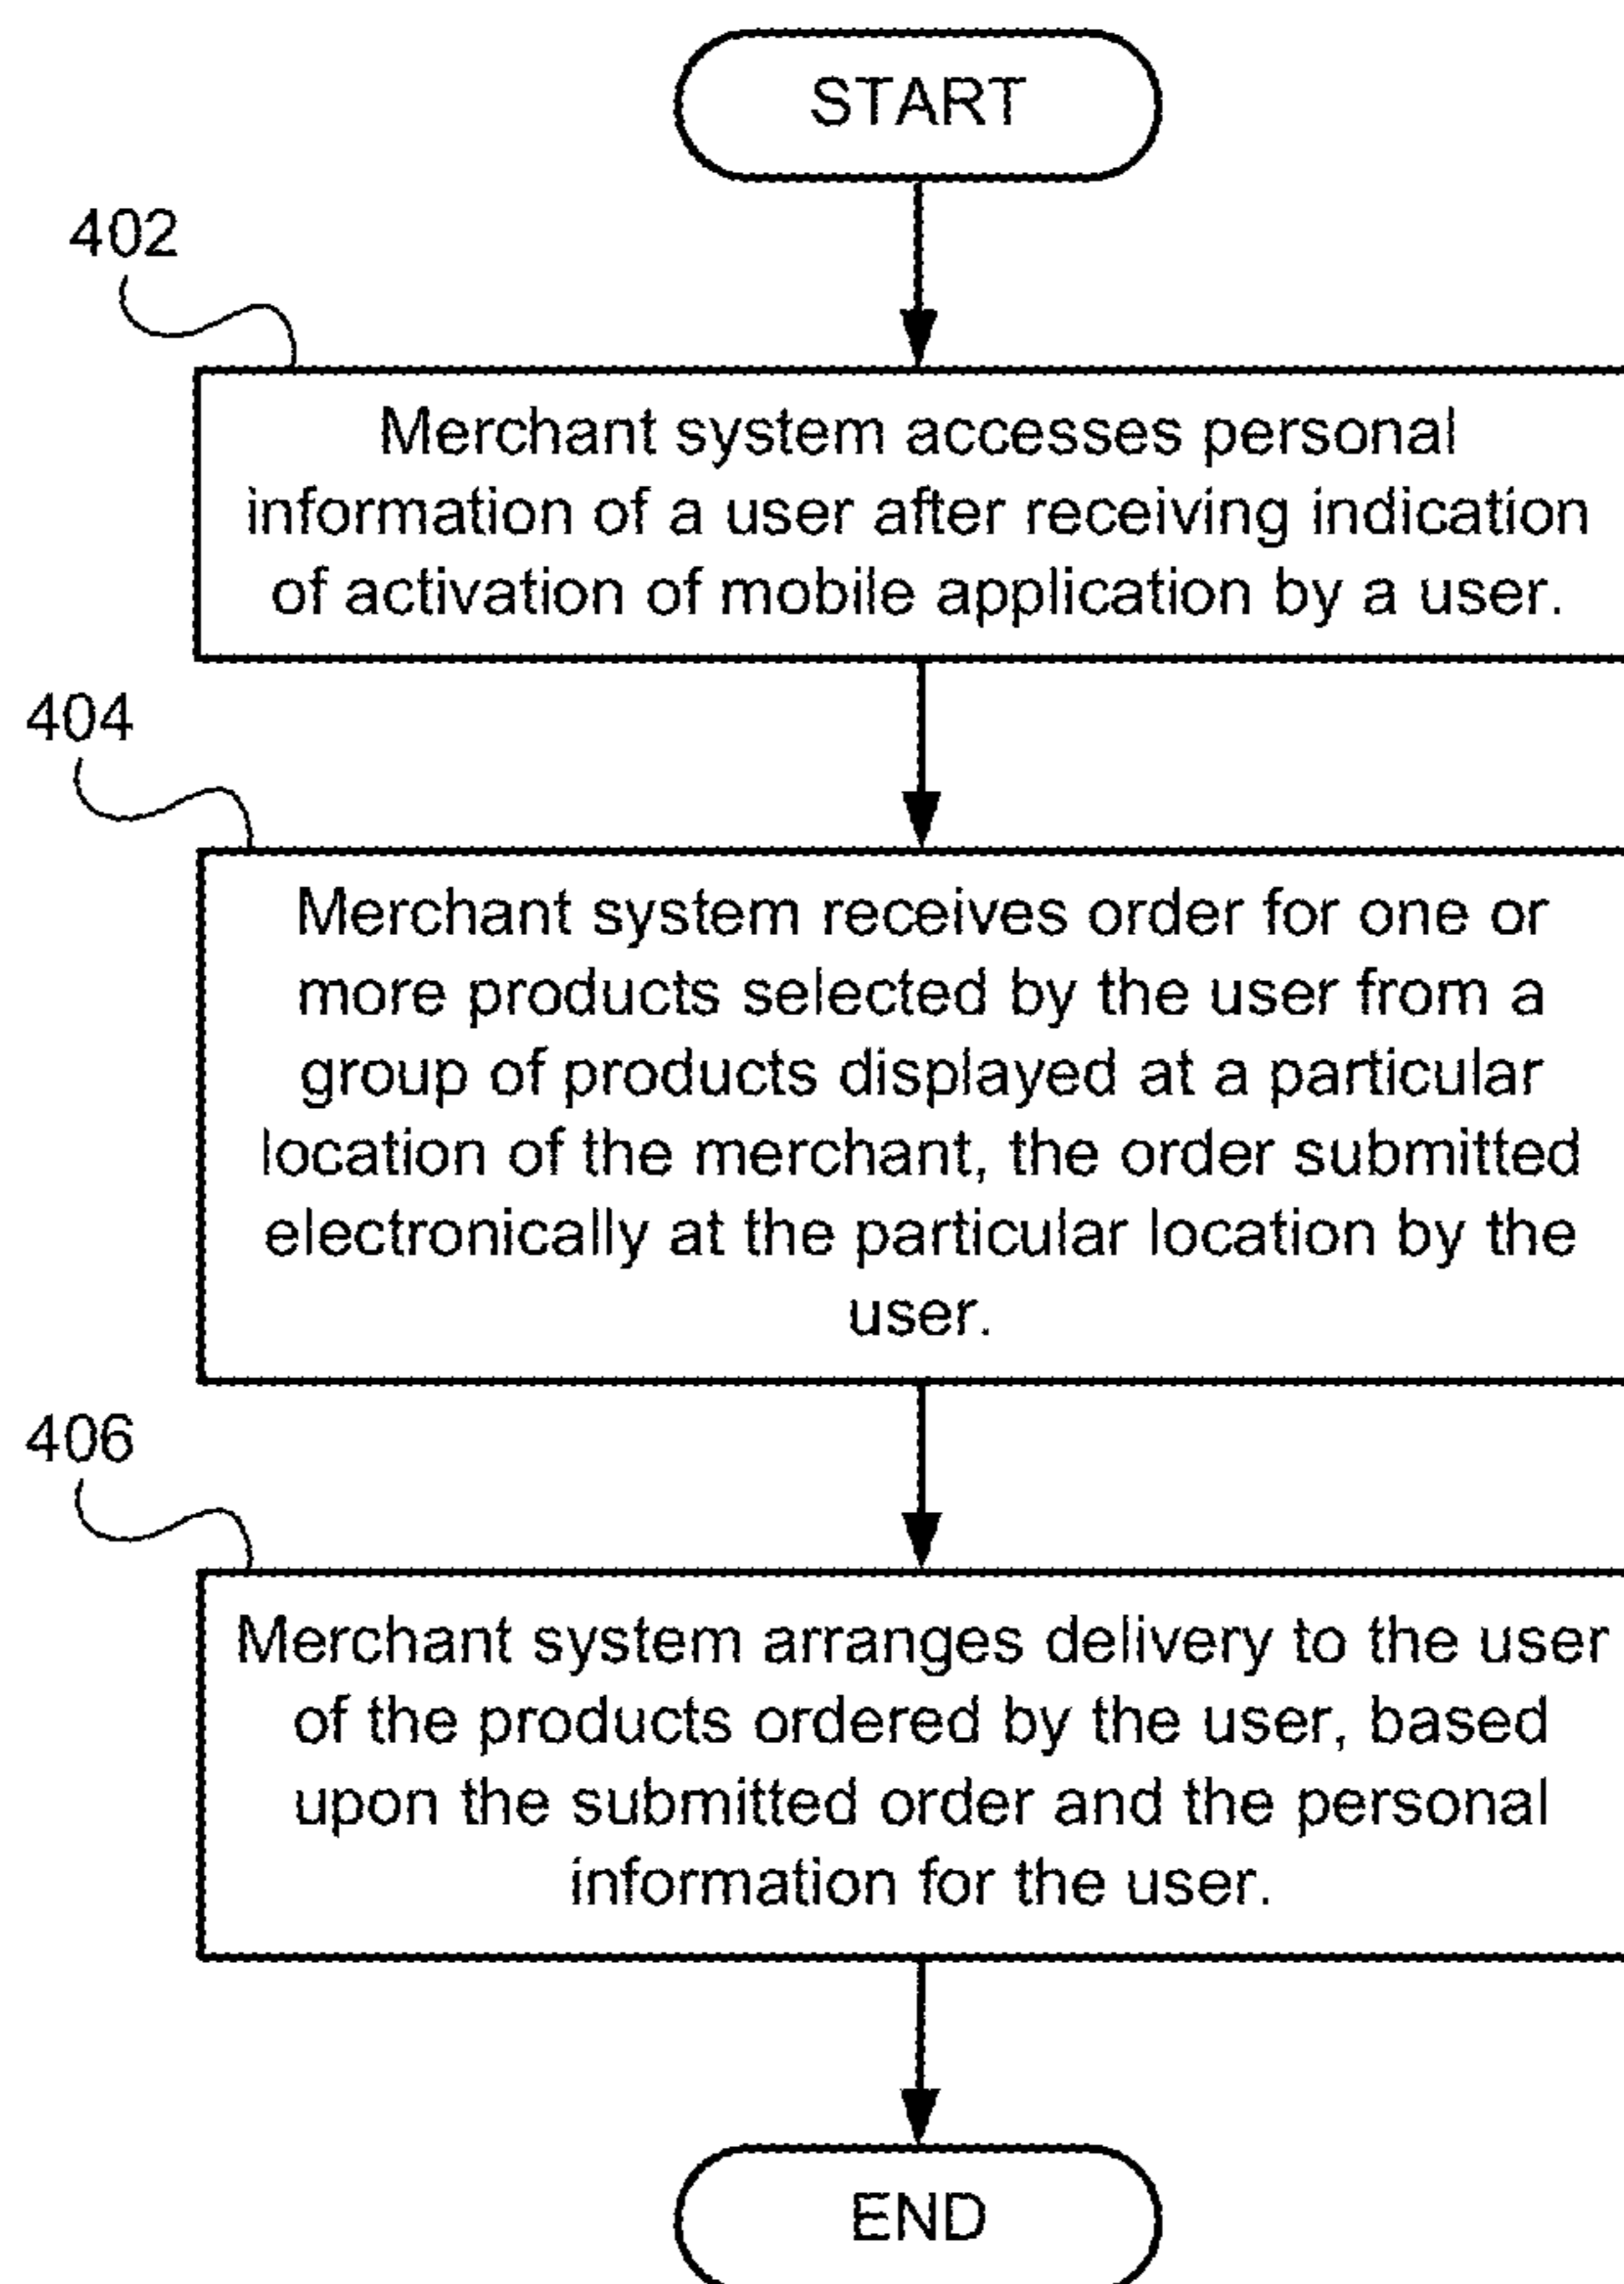 START
402
Merchant system accesses personal
information of a user after receiving indication
of activation of mobile application by a user.
404
Merchant system receives order for one or
more products selected by the user from a
group of products displayed at a particular
location of the merchant, the order submitted
electronically at the particular location by the
user.
406
Merchant system arranges delivery to the user
of the products ordered by the user, based
upon the submitted order and the personal
information for the user.
END